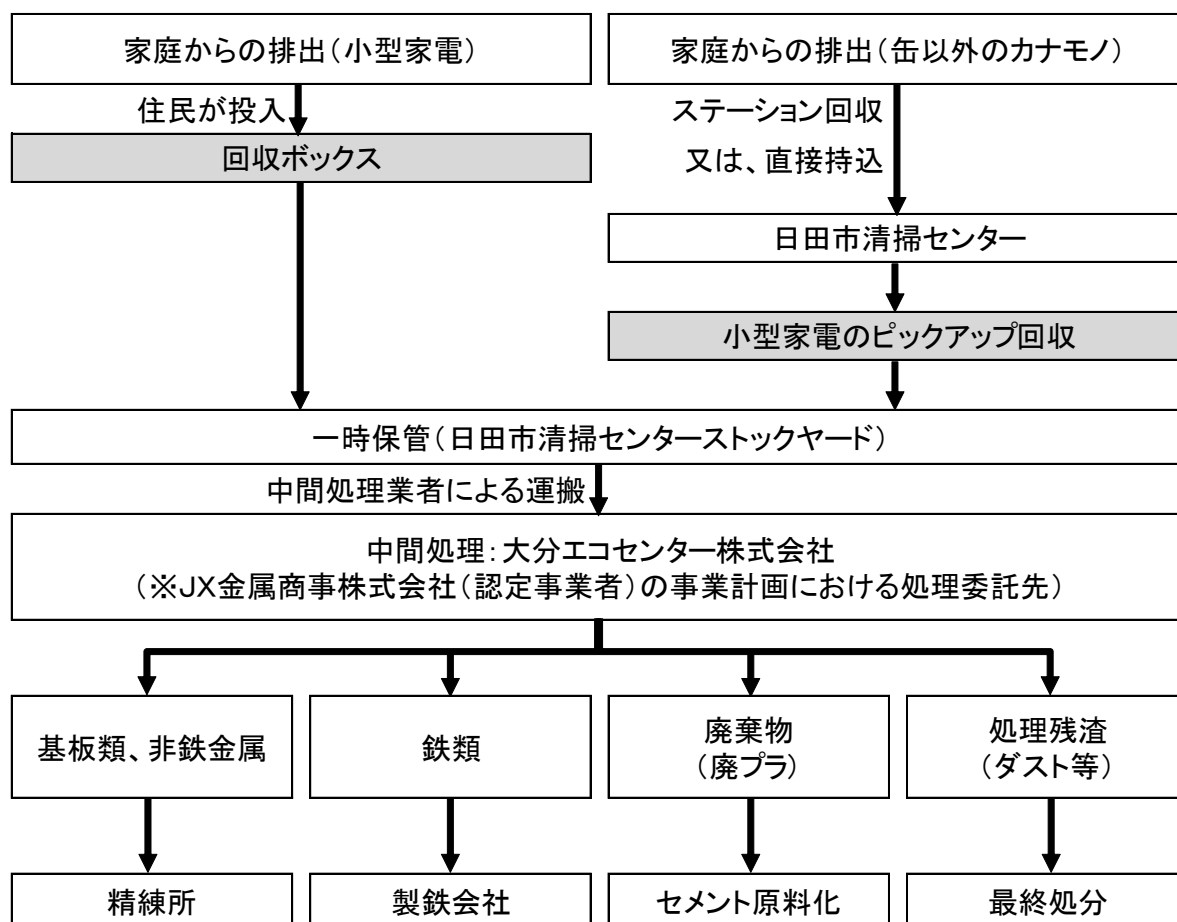 家庭からの排出(小型家電)
家庭からの排出(缶以外のカナモノ)
住民が投入
ステーション回収
又は、直接持込
回収ボックス
日田市清掃センター
小型家電のピックアップ回収
一時保管(日田市清掃センターストックヤード)
中間処理業者による運搬
中間処理:大分エコセンター株式会社
(※JX金属商事株式会社(認定事業者)の事業計画における処理委託先)
基板類、非鉄金属
鉄類
廃棄物
(廃プラ)
処理残渣
(ダスト等)
精練所
製鉄会社
セメント原料化
最終処分